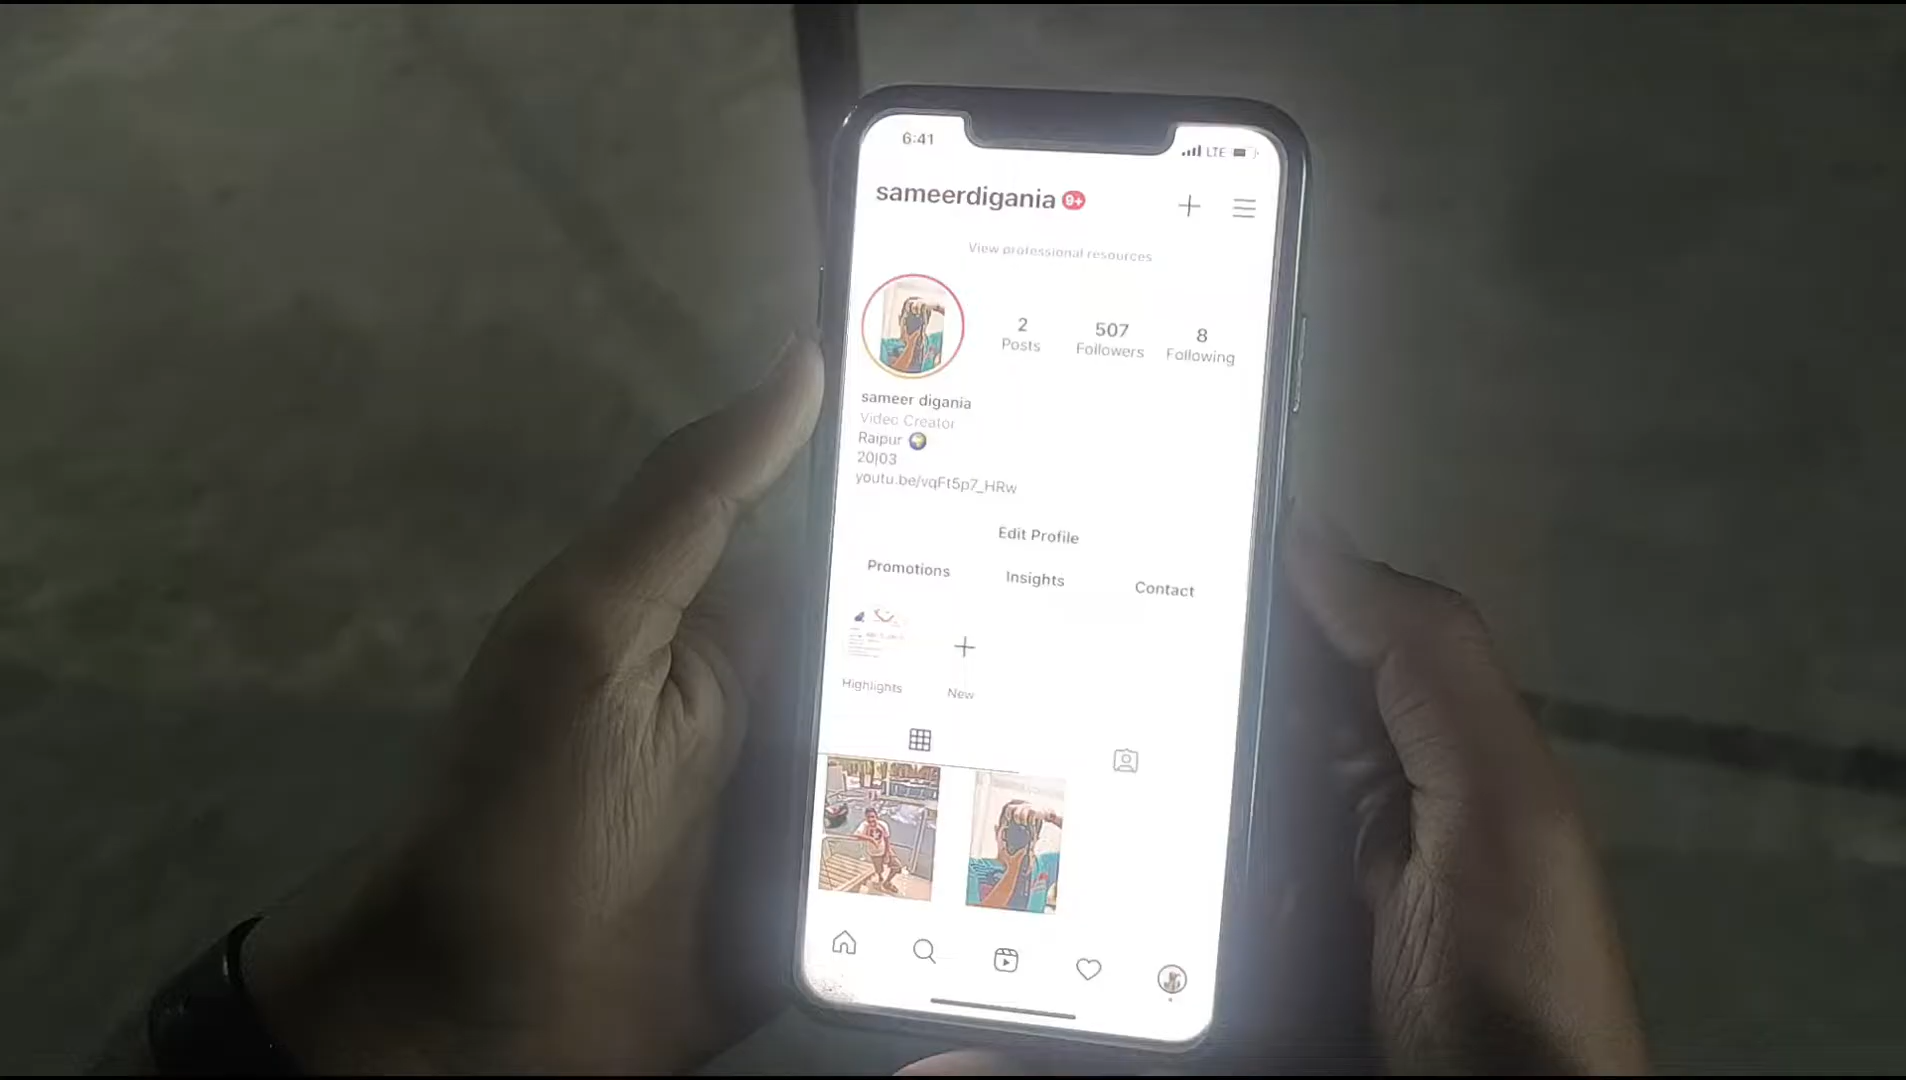 6:41
LTE
sameerdigania 9+
View professional resources
2 507 8
Posts Followers Following
sameer digania
Video Creator
Raipur
20|03
youtu.be/vqFt5p7_HRw
Edit Profile
Promotions Insights Contact
Highlights New